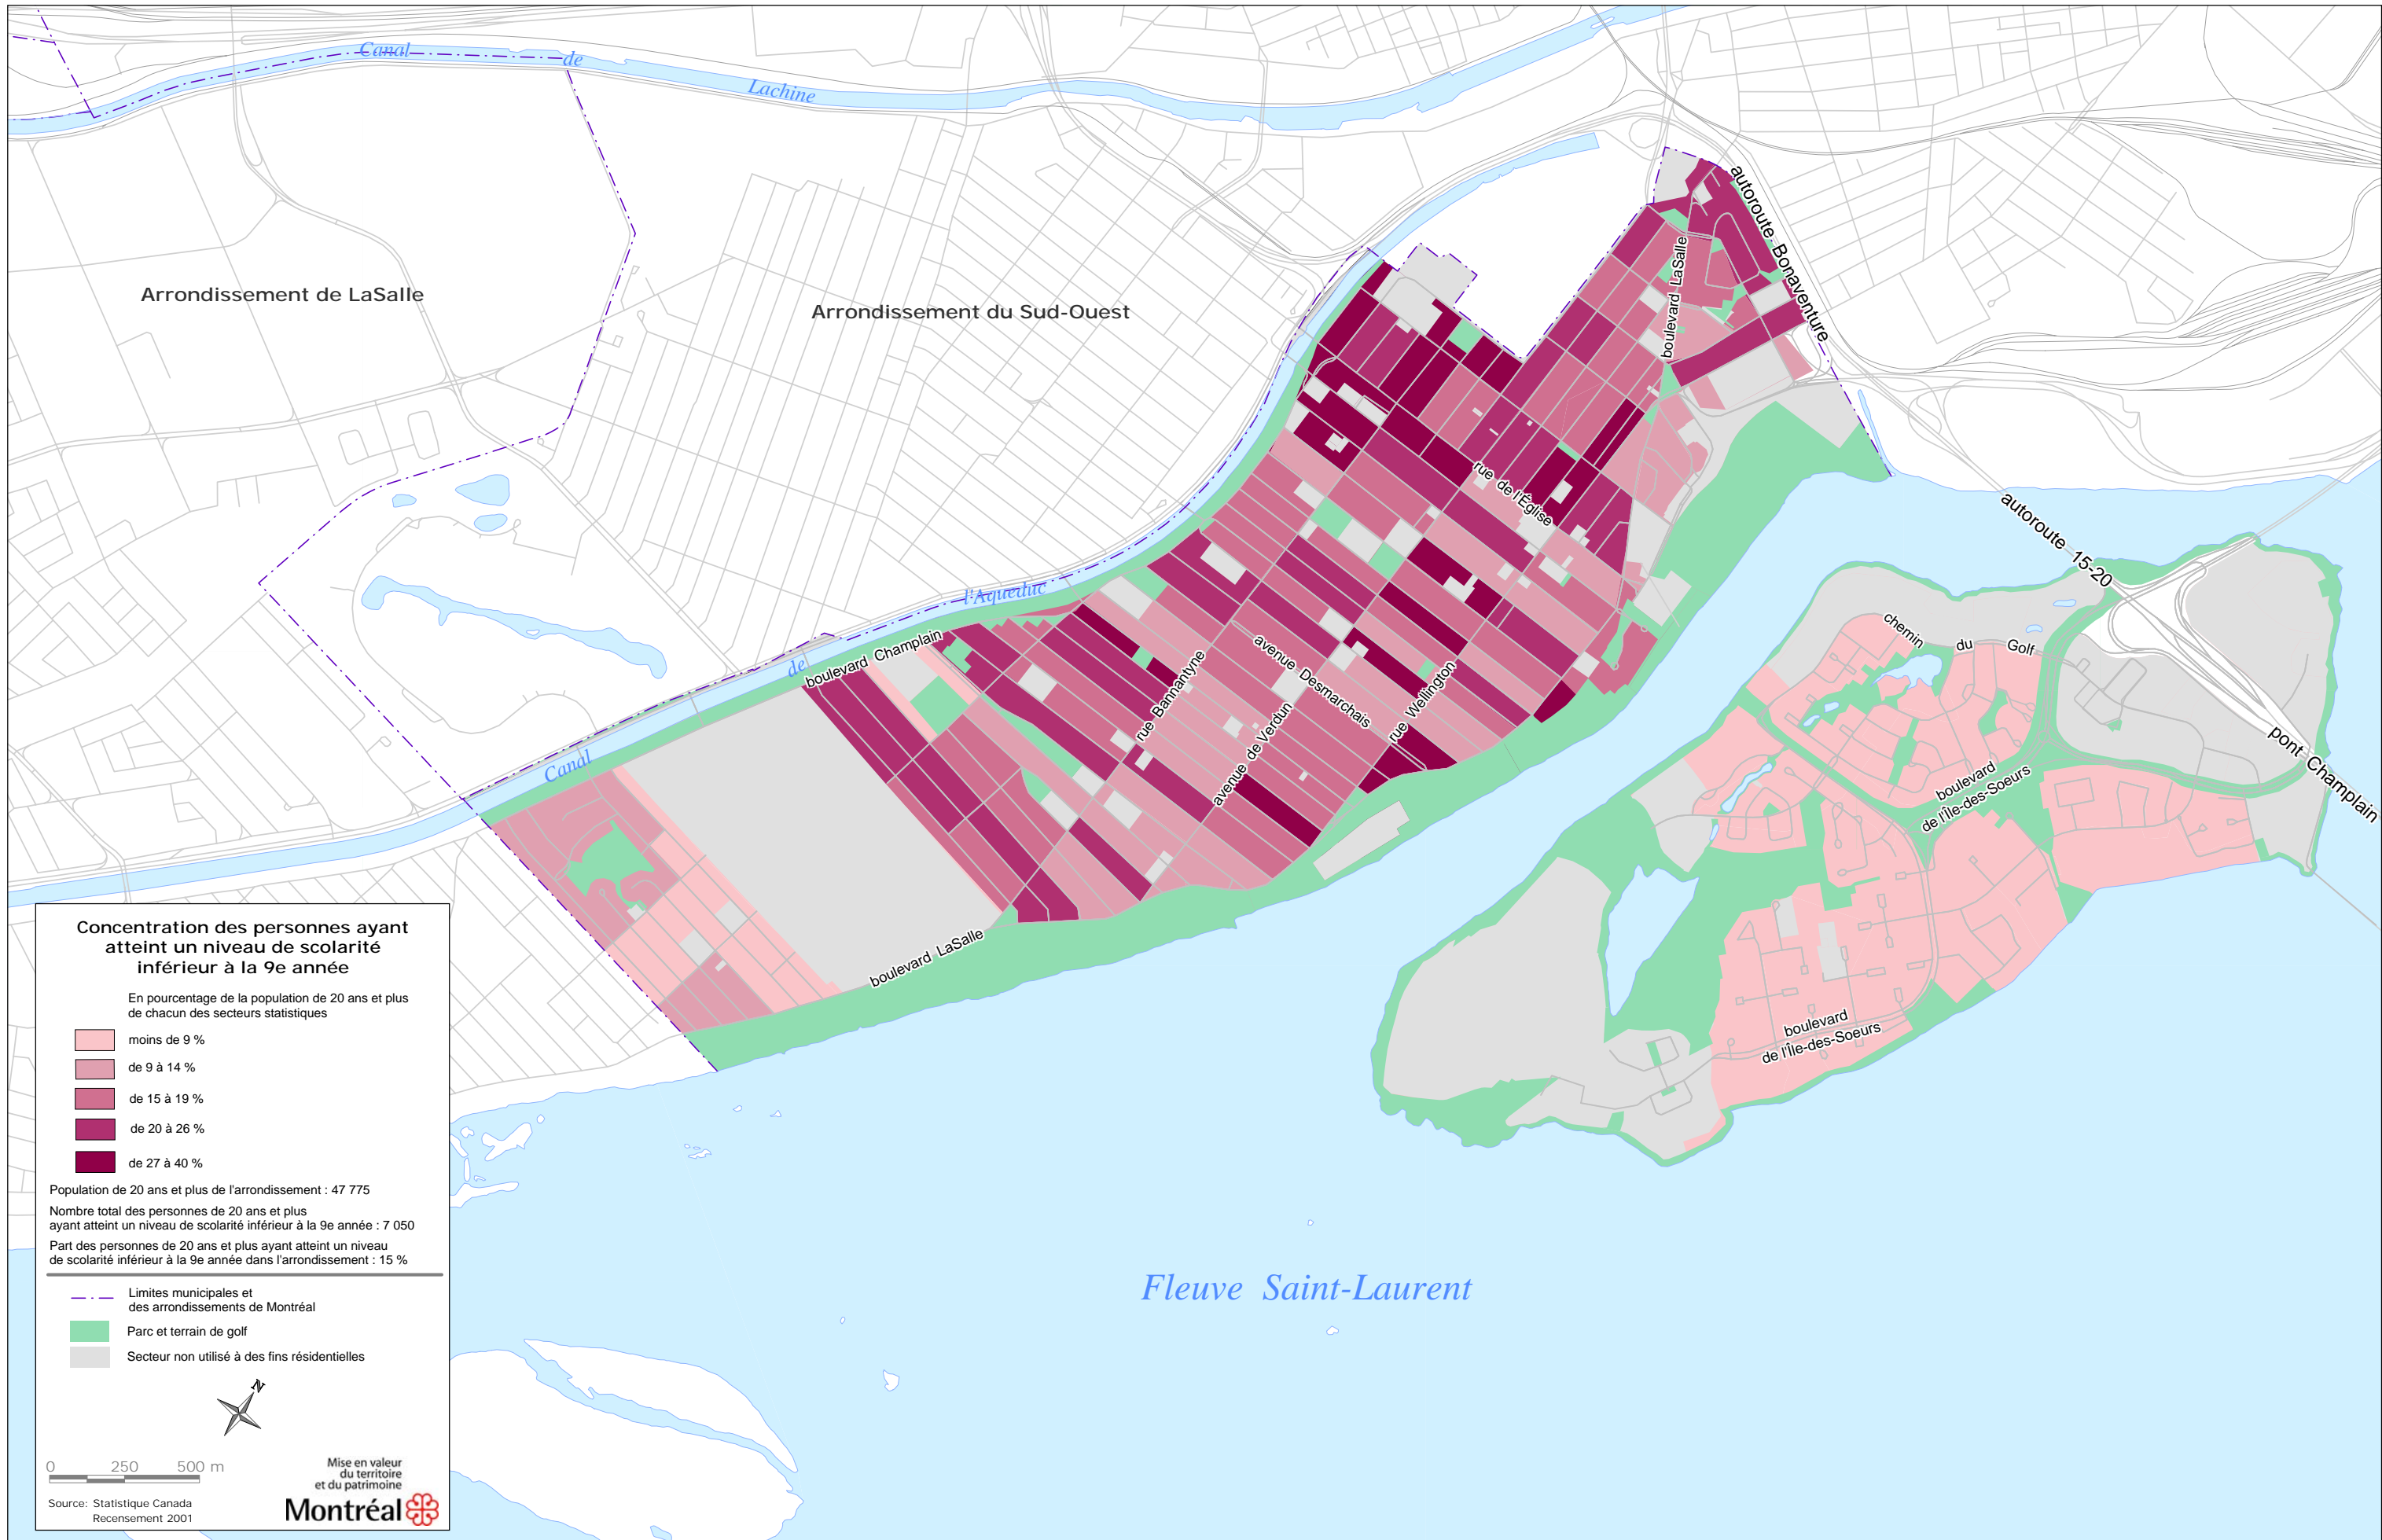 Canal de Lachine
Arrondissement de LaSalle
Arrondissement du Sud-Ouest
autoroute Bonaventure
boulevard LaSalle
rue de l'Église
autoroute 15-20
chemin du Golf
Canal de l'Aqueduc
boulevard Champlain
rue Bannantyne
avenue Desmarchais
avenue de Verdun
rue Wellington
boulevard
de l'Île-des-Soeurs
pont Champlain
boulevard LaSalle
boulevard
de l'Île-des-Soeurs
Fleuve Saint-Laurent
Concentration des personnes ayant
atteint un niveau de scolarité
inférieur à la 9e année
En pourcentage de la population de 20 ans et plus
de chacun des secteurs statistiques
moins de 9 %
de 9 à 14 %
de 15 à 19 %
de 20 à 26 %
de 27 à 40 %
Population de 20 ans et plus de l'arrondissement : 47 775
Nombre total des personnes de 20 ans et plus
ayant atteint un niveau de scolarité inférieur à la 9e année : 7 050
Part des personnes de 20 ans et plus ayant atteint un niveau
de scolarité inférieur à la 9e année dans l'arrondissement : 15 %
Limites municipales et
des arrondissements de Montréal
Parc et terrain de golf
Secteur non utilisé à des fins résidentielles
N
0 250 500 m
Source: Statistique Canada
Recensement 2001
Mise en valeur
du territoire
et du patrimoine
Montréal